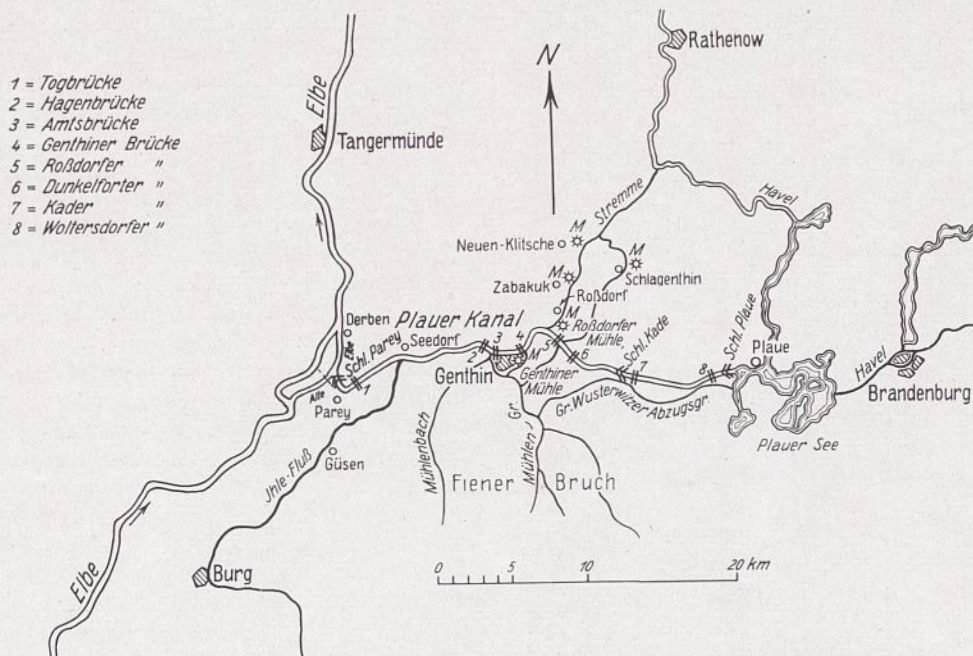 1 = Togbrücke
2 = Hagenbrücke
3 = Amtsbrücke
4 = Genthiner Brücke
5 = Roßdorfer "
6 = Dunkelforter "
7 = Kader "
8 = Woltersdorfer "
Elbe
Tangermünde
N
Rathenow
Stremme
Havel
Neuen-Klitsche
M
Zabakuk
M
M
Schlagenthin
Roßdorf
M
Roßdorfer
Mühle
Derben
Plauer Kanal
Seedorf
Alte
Elbe
Schl. Parey
1
Parey
2
3
4
5
6
7
8
Genthin
M
Genthiner
Mühle
Schl. Kade
Schl. Plaue
Plaue
Havel
Brandenburg
Plauer See
Gr. Wusterwitzer Abzugsgr.
Gr.
Mühlen
Mühlenbach
Fiener Bruch
Güsen
Jhle-Fluß
Burg
Elbe
0 5 10 20 km